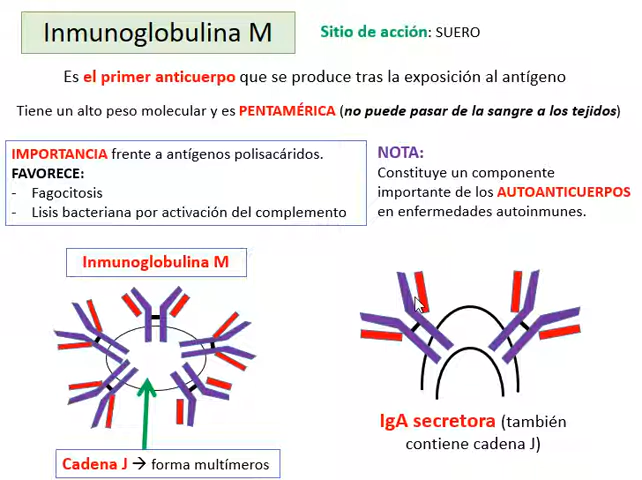 Inmunoglobulina M
Sitio de acción: SUERO
Es el primer anticuerpo que se produce tras la exposición al antígeno
Tiene un alto peso molecular y es PENTAMÉRICA (no puede pasar de la sangre a los tejidos)
IMPORTANCIA frente a antígenos polisacáridos.
FAVORECE:
- Fagocitosis
- Lisis bacteriana por activación del complemento
NOTA:
Constituye un componente
importante de los AUTOANTICUERPOS
en enfermedades autoinmunes.
Inmunoglobulina M
Cadena J → forma multímeros
IgA secretora (también
contiene cadena J)